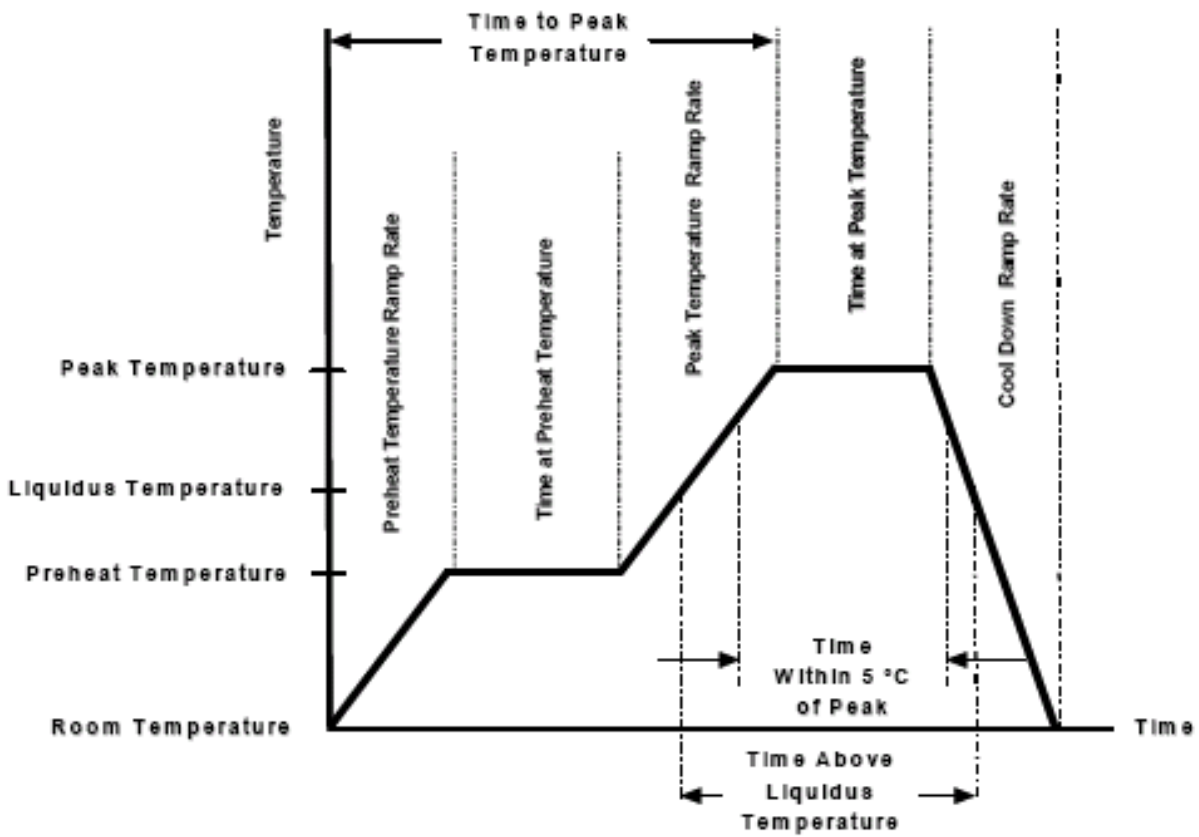 Time to Peak
Temperature
Temperature
Preheat Temperature Ramp Rate
Time at Preheat Temperature
Peak Temperature Ramp Rate
Time at Peak Temperature
Cool Down Ramp Rate
Peak Temperature
Liquidus Temperature
Preheat Temperature
Room Temperature
Time
Within 5 °C
of Peak
Time
Time Above
Liquidus
Temperature